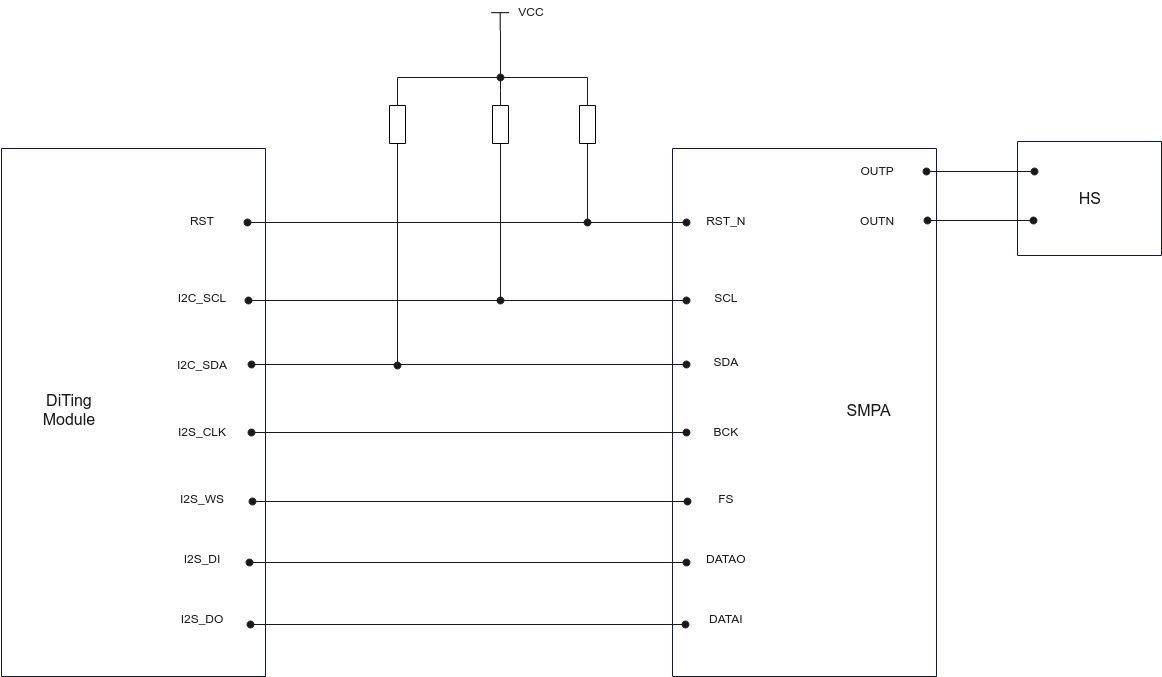 VCC
RST
RST_N
OUTP
OUTN
HS
I2C_SCL
SCL
I2C_SDA
SDA
DiTing
Module
SMPA
I2S_CLK
BCK
I2S_WS
FS
I2S_DI
DATAO
I2S_DO
DATAI